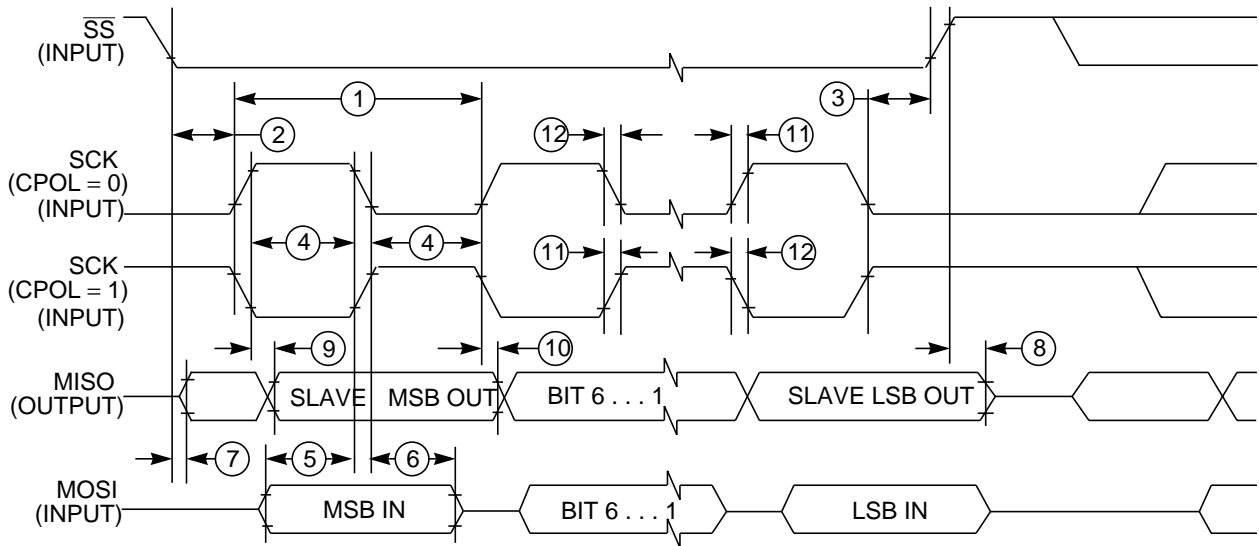 SS
(INPUT)
1
3
2
12
11
SCK
(CPOL = 0)
(INPUT)
4
4
SCK
(CPOL = 1)
(INPUT)
11
12
9
10
8
MISO
(OUTPUT)
SLAVE MSB OUT
BIT 6 . . . 1
SLAVE LSB OUT
7
5
6
MOSI
(INPUT)
MSB IN
BIT 6 . . . 1
LSB IN